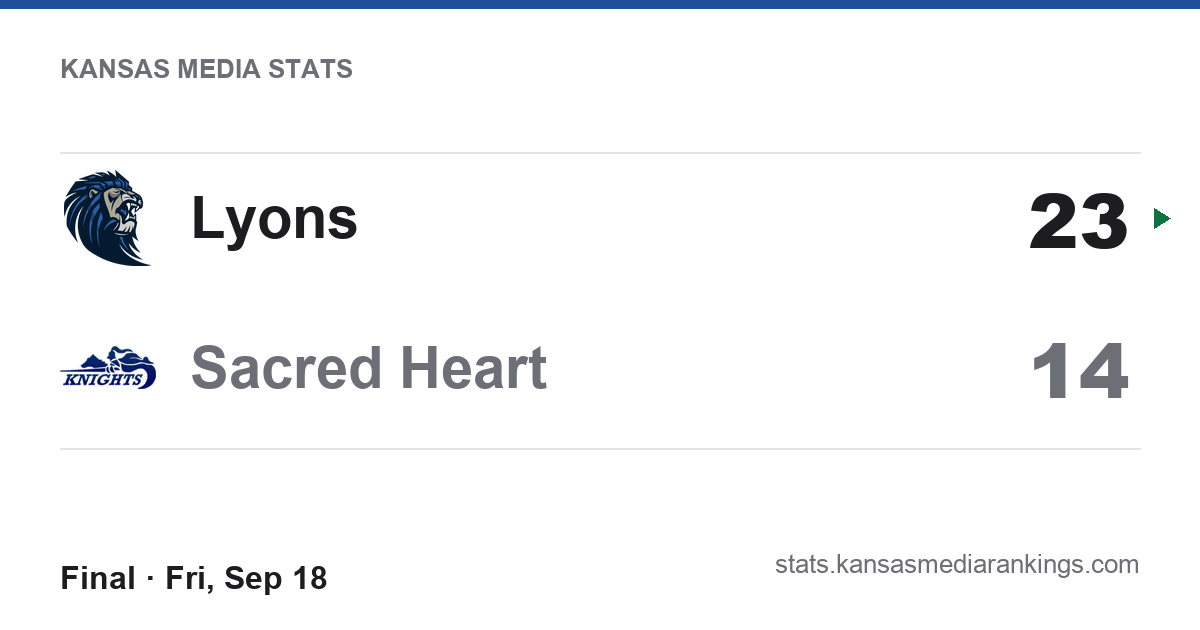 KANSAS MEDIA STATS
Lyons 23
KNIGHTS
Sacred Heart 14
Final · Fri, Sep 18
stats.kansasmediarankings.com